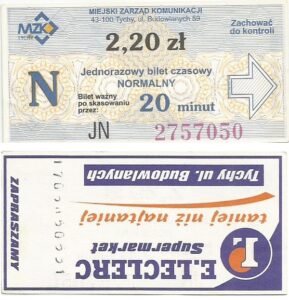 MIEJSKI ZARZĄD KOMUNIKACJI
43-100 Tychy, ul. Budowlanych 59
MZK
TYCHY
Zachować
do kontroli
2,20 zł
Jednorazowy bilet czasowy
NORMALNY
N
Bilet ważny
po skasowaniu
przez:
20 minut
JN 2757050
E.LECLERC
Supermarket
L
taniej niż najtaniej
Tychy ul. Budowlanych
ZAPRASZAMY